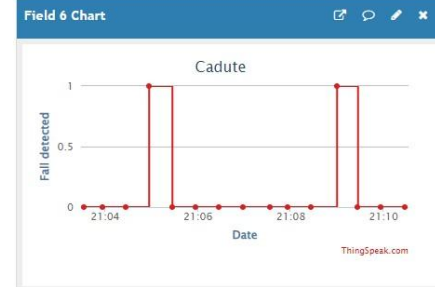 Field 6 Chart
Cadute
Fall detected
1
0.5
0
21:04
21:06
21:08
21:10
Date
ThingSpeak.com